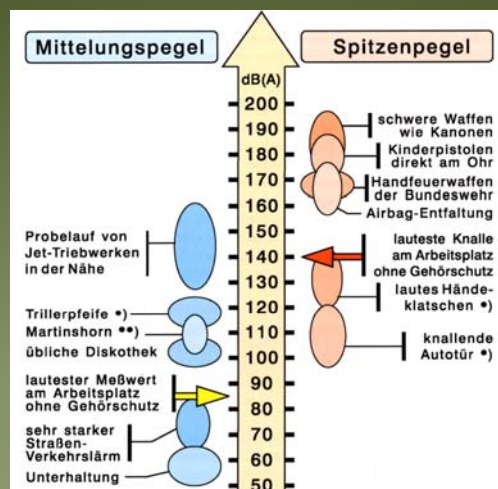 Mittelungspegel
Spitzenpegel
dB(A)
200
190
180
170
160
150
140
130
120
110
100
90
80
70
60
50
Probelauf von
Jet-Triebwerken
in der Nähe
Trillerpfeife •)
Martinshorn ••)
übliche Diskothek
lautester Meßwert
am Arbeitsplatz
ohne Gehörschutz
sehr starker
Straßen-
Verkehrslärm
Unterhaltung
schwere Waffen
wie Kanonen
Kinderpistolen
direkt am Ohr
Handfeuerwaffen
der Bundeswehr
Airbag-Entfaltung
lauteste Knalle
am Arbeitsplatz
ohne Gehörschutz
lautes Hände-
klatschen •)
knallende
Autotür •)